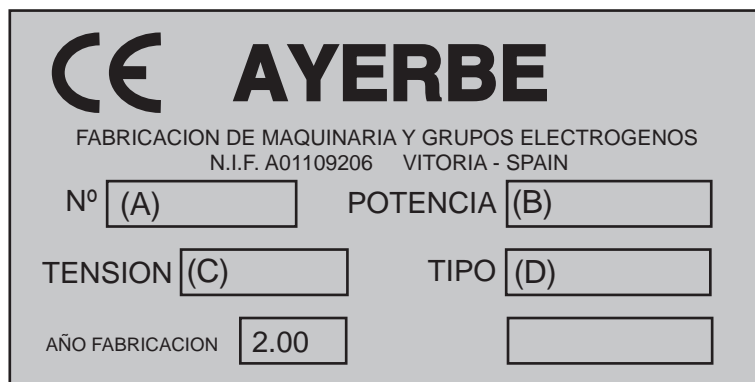 CE AYERBE
FABRICACION DE MAQUINARIA Y GRUPOS ELECTROGENOS
N.I.F. A01109206 VITORIA - SPAIN
Nº (A) POTENCIA (B)
TENSION (C) TIPO (D)
AÑO FABRICACION 2.00